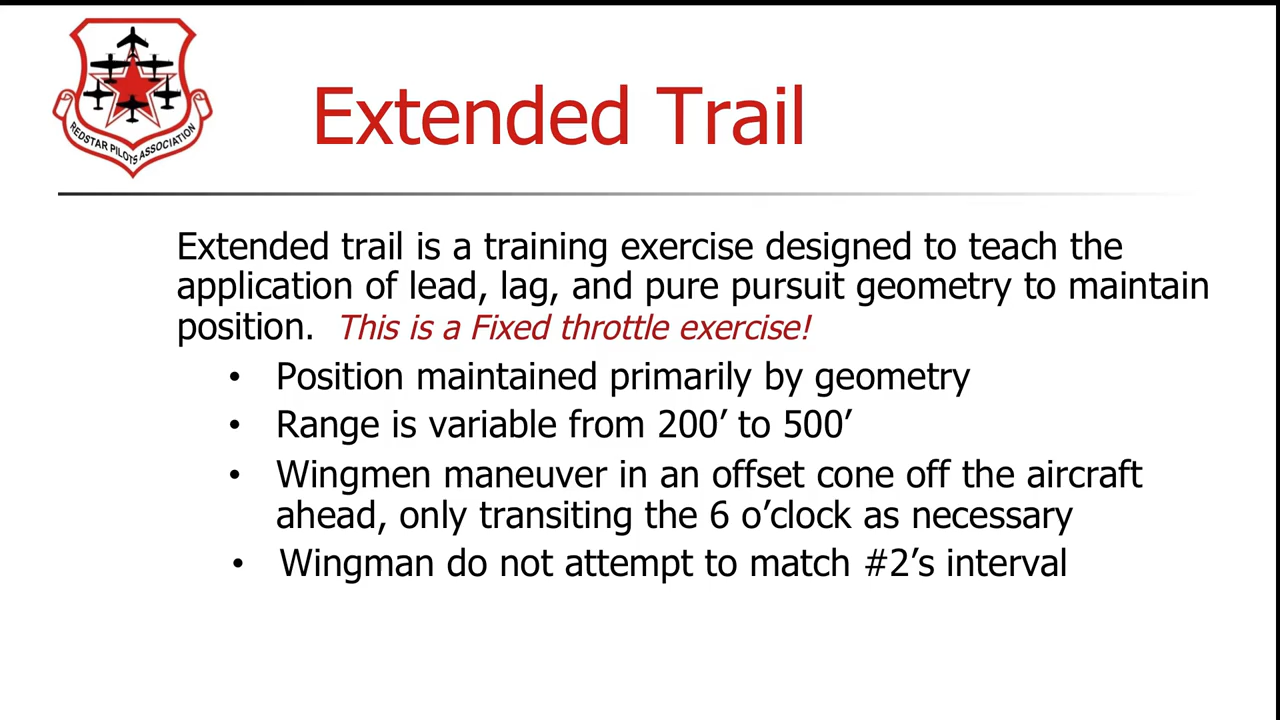 REDSTAR PILOTS ASSOCIATION
Extended Trail
Extended trail is a training exercise designed to teach the
application of lead, lag, and pure pursuit geometry to maintain
position. This is a Fixed throttle exercise!
• Position maintained primarily by geometry
• Range is variable from 200’ to 500’
• Wingmen maneuver in an offset cone off the aircraft
ahead, only transiting the 6 o’clock as necessary
• Wingman do not attempt to match #2’s interval